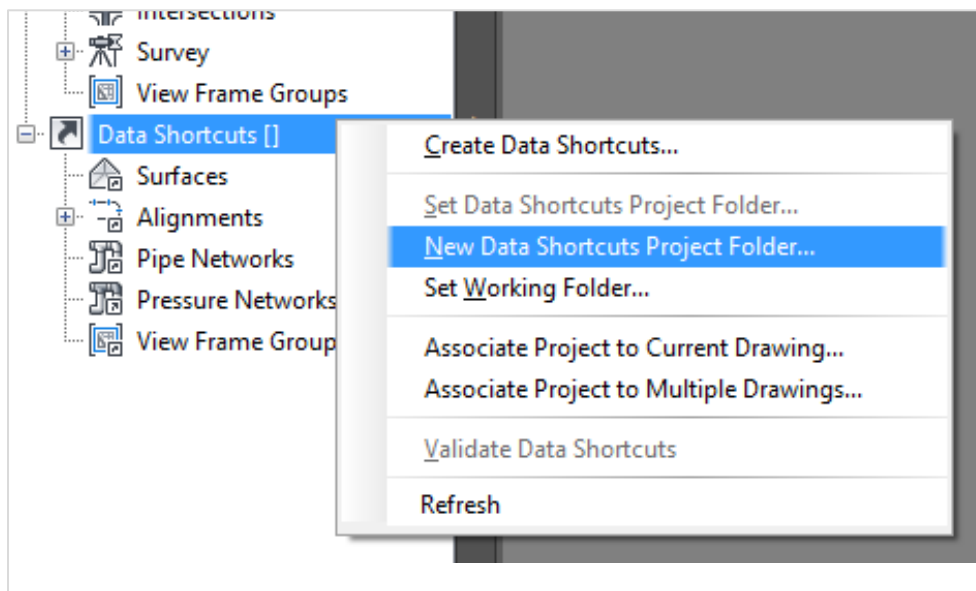 Intersections
Survey
View Frame Groups
Data Shortcuts []
Surfaces
Alignments
Pipe Networks
Pressure Networks
View Frame Group
Create Data Shortcuts...
Set Data Shortcuts Project Folder...
New Data Shortcuts Project Folder...
Set Working Folder...
Associate Project to Current Drawing...
Associate Project to Multiple Drawings...
Validate Data Shortcuts
Refresh